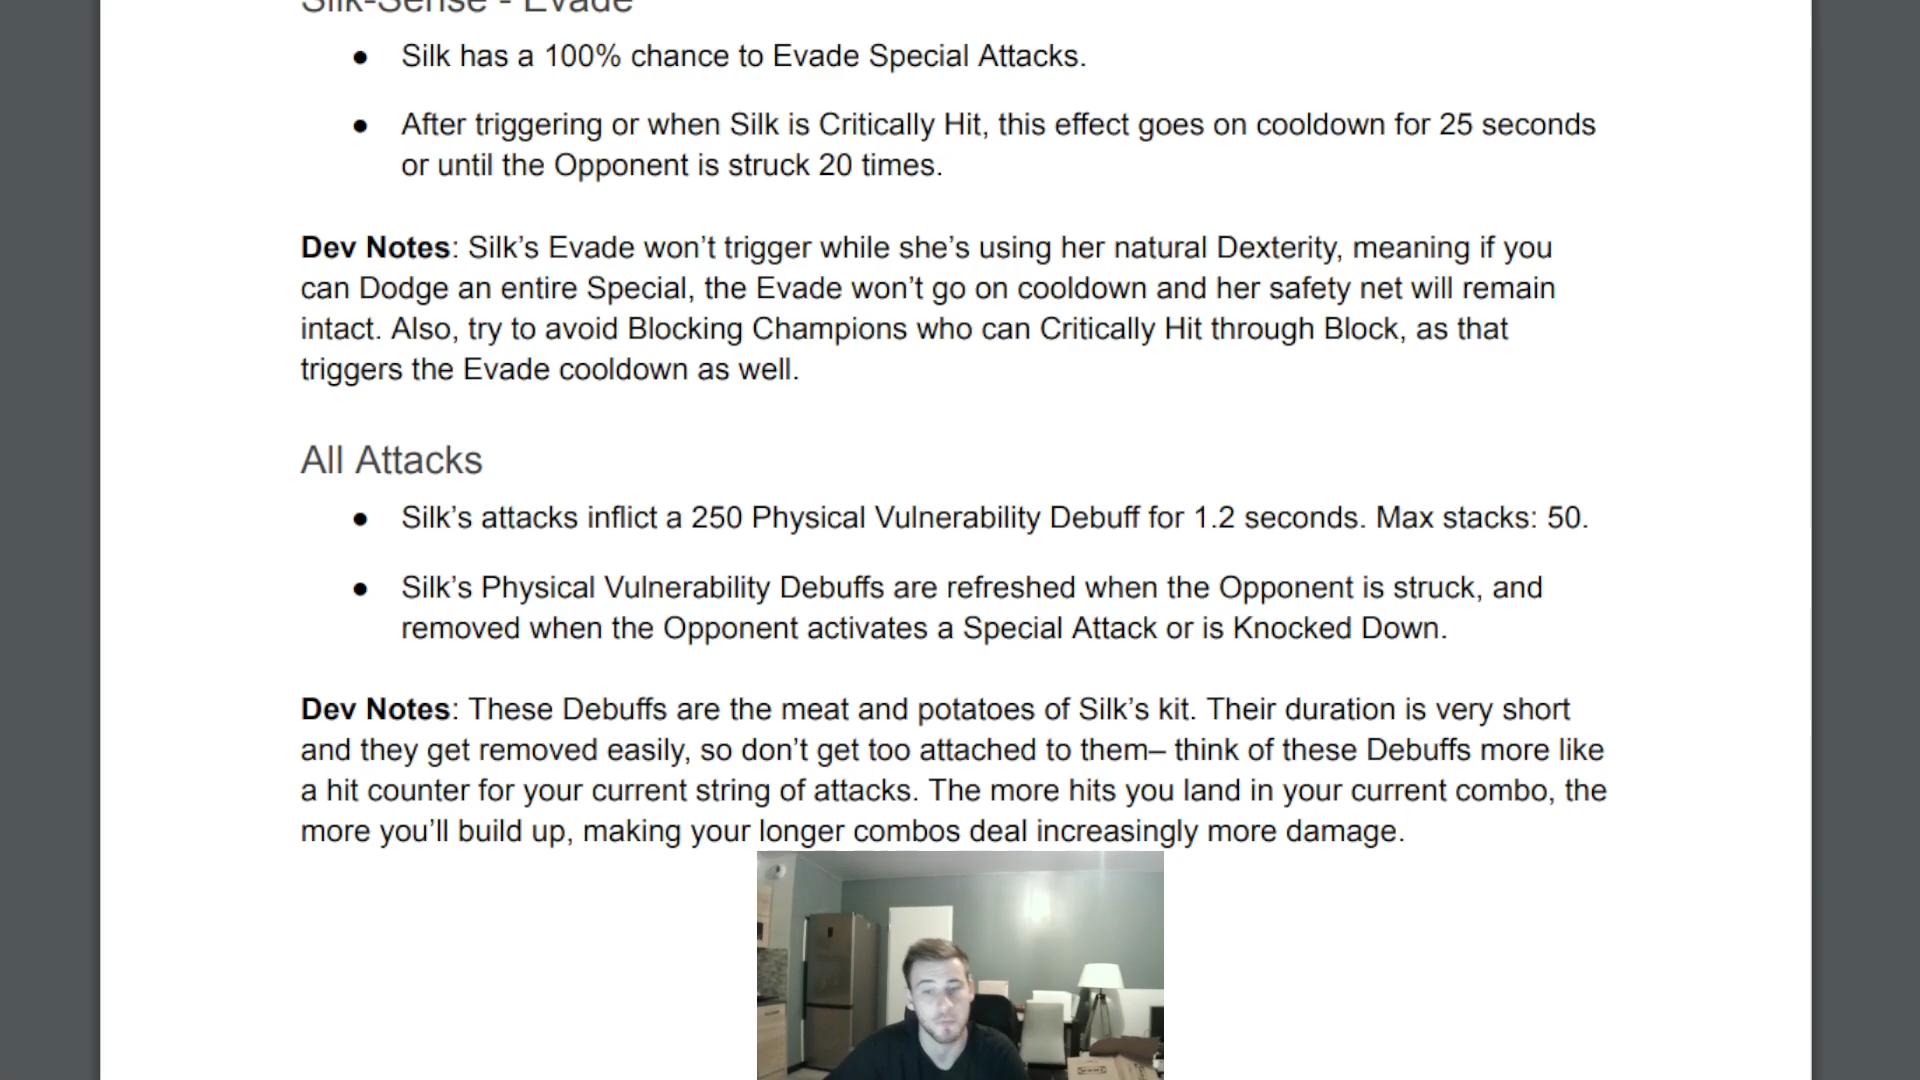 Silk-Sense - Evade
● Silk has a 100% chance to Evade Special Attacks.
● After triggering or when Silk is Critically Hit, this effect goes on cooldown for 25 seconds
or until the Opponent is struck 20 times.
Dev Notes: Silk’s Evade won’t trigger while she’s using her natural Dexterity, meaning if you
can Dodge an entire Special, the Evade won’t go on cooldown and her safety net will remain
intact. Also, try to avoid Blocking Champions who can Critically Hit through Block, as that
triggers the Evade cooldown as well.
All Attacks
● Silk’s attacks inflict a 250 Physical Vulnerability Debuff for 1.2 seconds. Max stacks: 50.
● Silk’s Physical Vulnerability Debuffs are refreshed when the Opponent is struck, and
removed when the Opponent activates a Special Attack or is Knocked Down.
Dev Notes: These Debuffs are the meat and potatoes of Silk’s kit. Their duration is very short
and they get removed easily, so don’t get too attached to them– think of these Debuffs more like
a hit counter for your current string of attacks. The more hits you land in your current combo, the
more you’ll build up, making your longer combos deal increasingly more damage.